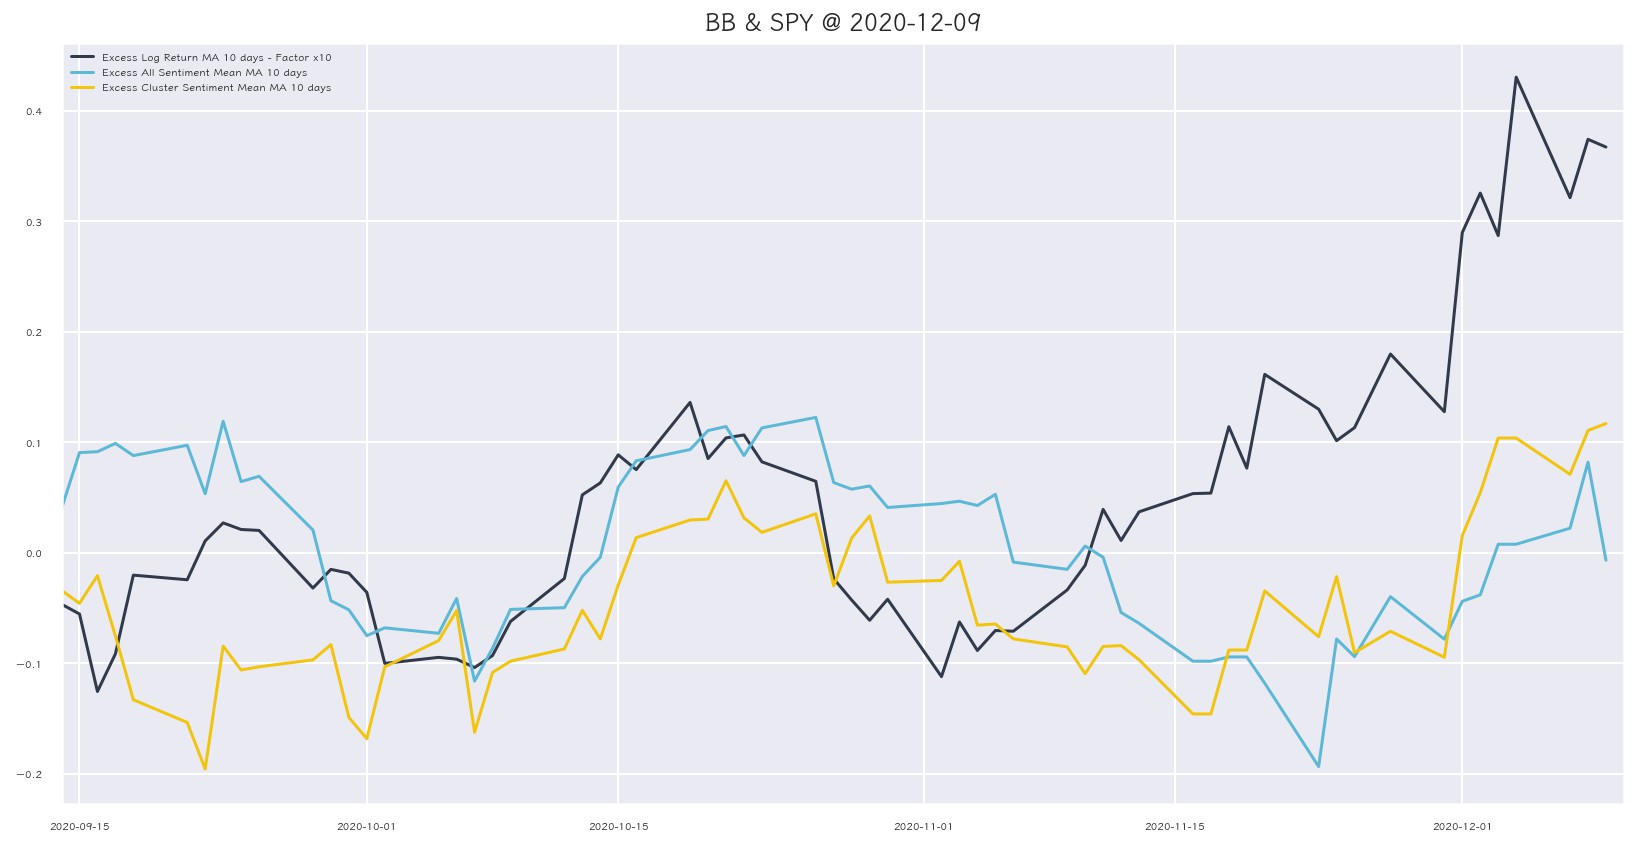 BB & SPY @ 2020-12-09
Excess Log Return MA 10 days - Factor x10
Excess All Sentiment Mean MA 10 days
Excess Cluster Sentiment Mean MA 10 days
0.4
0.3
0.2
0.1
0.0
−0.1
−0.2
2020-09-15 2020-10-01 2020-10-15 2020-11-01 2020-11-15 2020-12-01